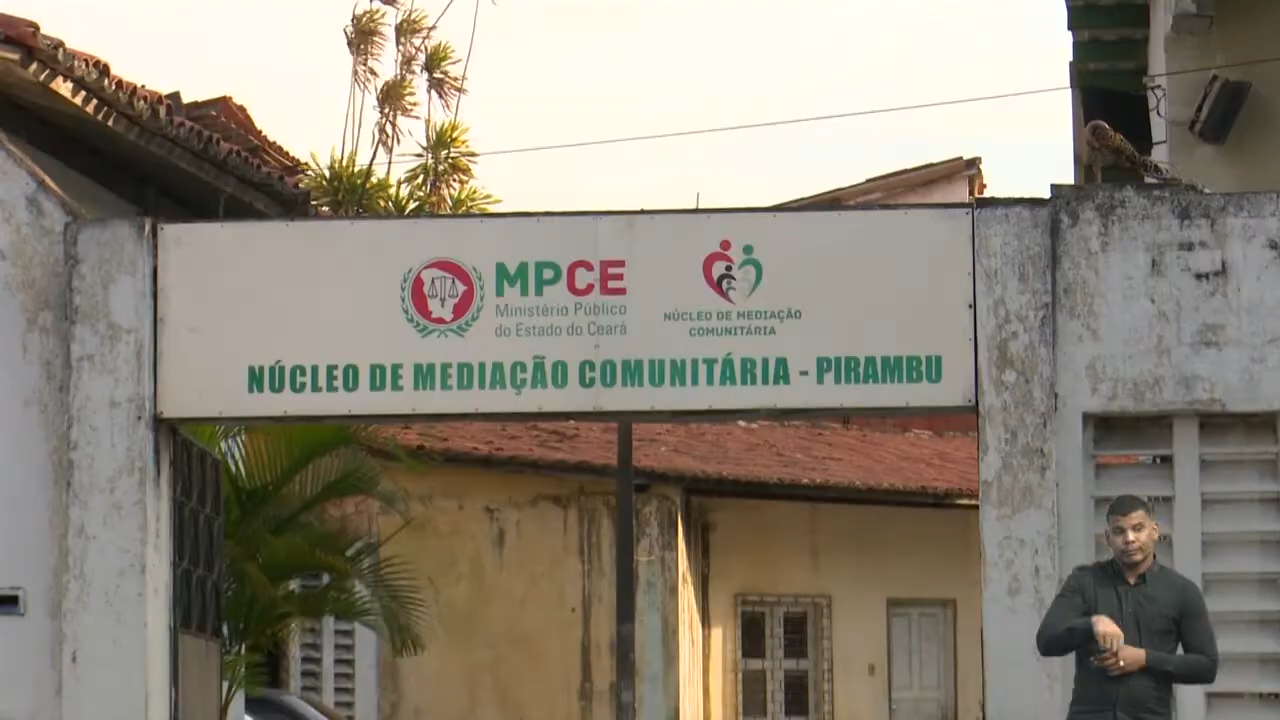 MPCE
Ministério Público
do Estado do Ceará
NÚCLEO DE MEDIAÇÃO
COMUNITÁRIA
NÚCLEO DE MEDIAÇÃO COMUNITÁRIA - PIRAMBU